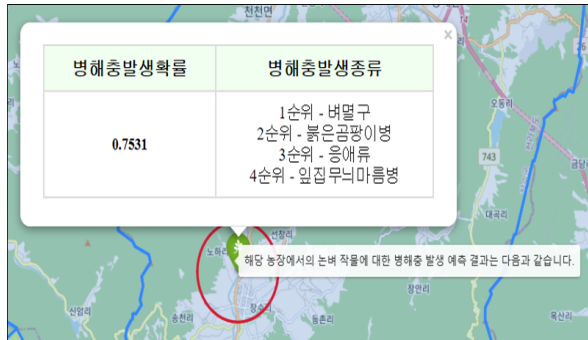 천천면
×
병해충발생확률 병해충발생종류
0.7531
1순위 - 벼멸구
2순위 - 붉은곰팡이병
3순위 - 응애류
4순위 - 잎집무늬마름병
26
오동리
743
금당
대곡리
선창리
노하리
해당 농장에서의 논벼 작물에 대한 병해충 발생 예측 결과는 다음과 같습니다.
장안리
신암리
장수
송천리
동촌리
묵산리